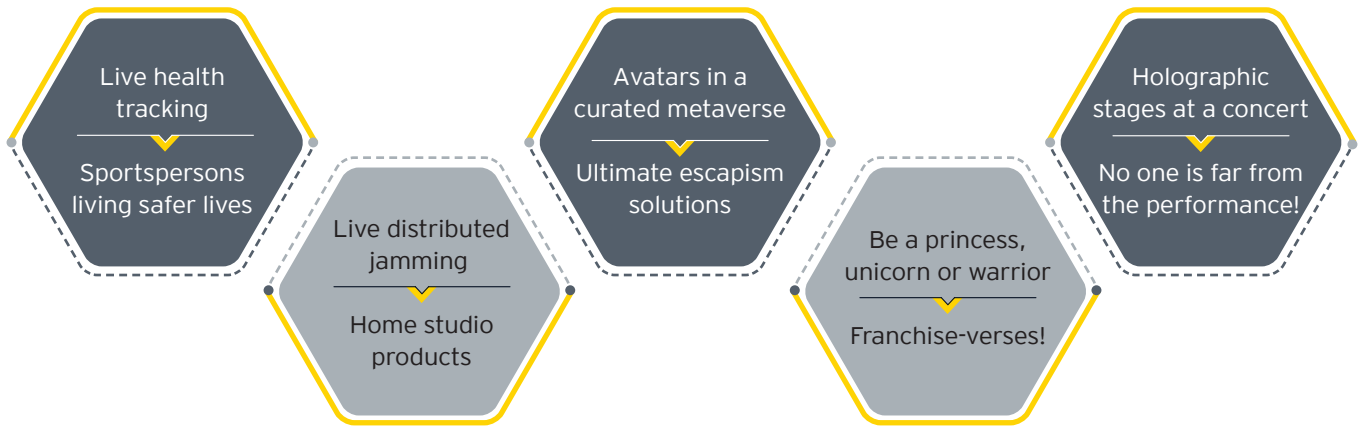 Live health
tracking
Sportspersons
living safer lives
Live distributed
jamming
Home studio
products
Avatars in a
curated metaverse
Ultimate escapism
solutions
Be a princess,
unicorn or warrior
Franchise-verses!
Holographic
stages at a concert
No one is far from
the performance!